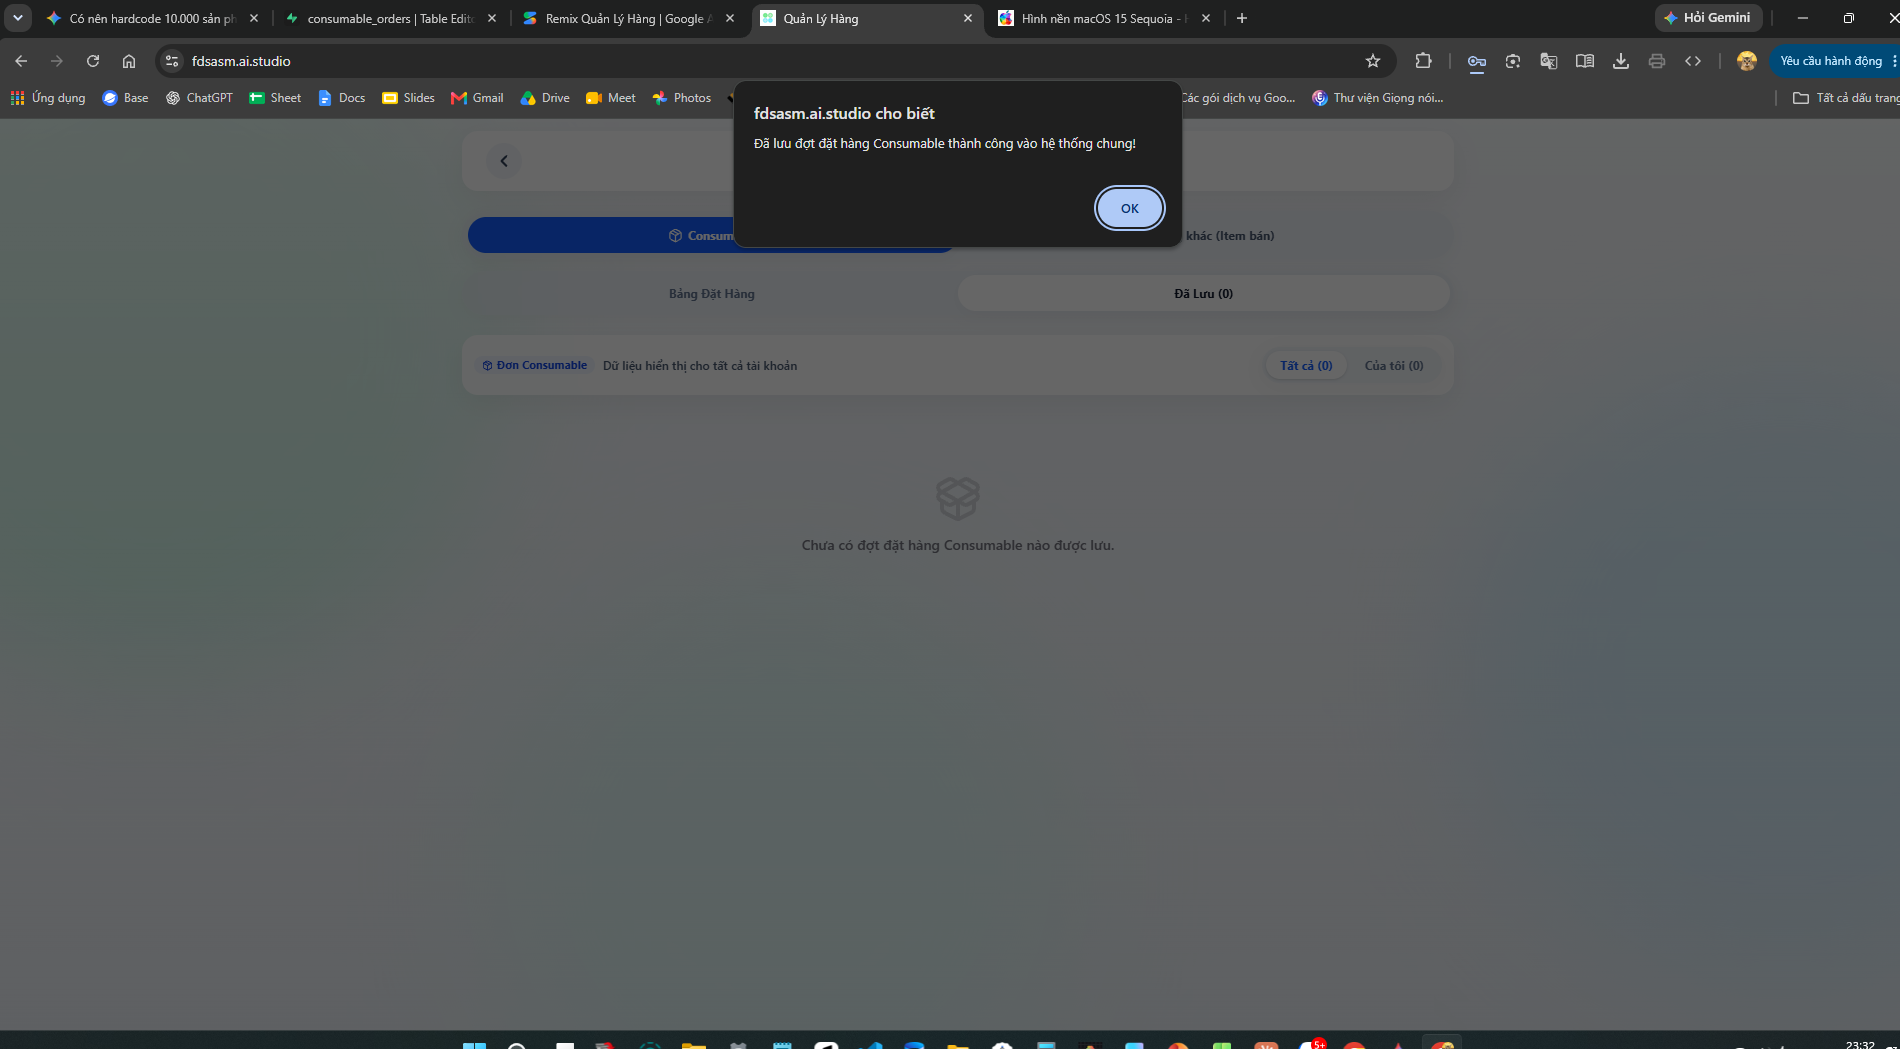 Có nên hardcode 10.000 sản ph
consumable_orders | Table Edito
Remix Quản Lý Hàng | Google A
Quản Lý Hàng
Hình nền macOS 15 Sequoia -
Hỏi Gemini
fdsasm.ai.studio
Yêu cầu hành động
Ứng dụng
Base
ChatGPT
Sheet
Docs
Slides
Gmail
Drive
Meet
Photos
Các gói dịch vụ Goo...
Thư viện Giọng nói...
Tất cả dấu trang
fdsasm.ai.studio cho biết
Đã lưu đợt đặt hàng Consumable thành công vào hệ thống chung!
OK
Consum
khác (Item bán)
Bảng Đặt Hàng
Đã Lưu (0)
Đơn Consumable
Dữ liệu hiển thị cho tất cả tài khoản
Tất cả (0)
Của tôi (0)
Chưa có đợt đặt hàng Consumable nào được lưu.
5+
23:32